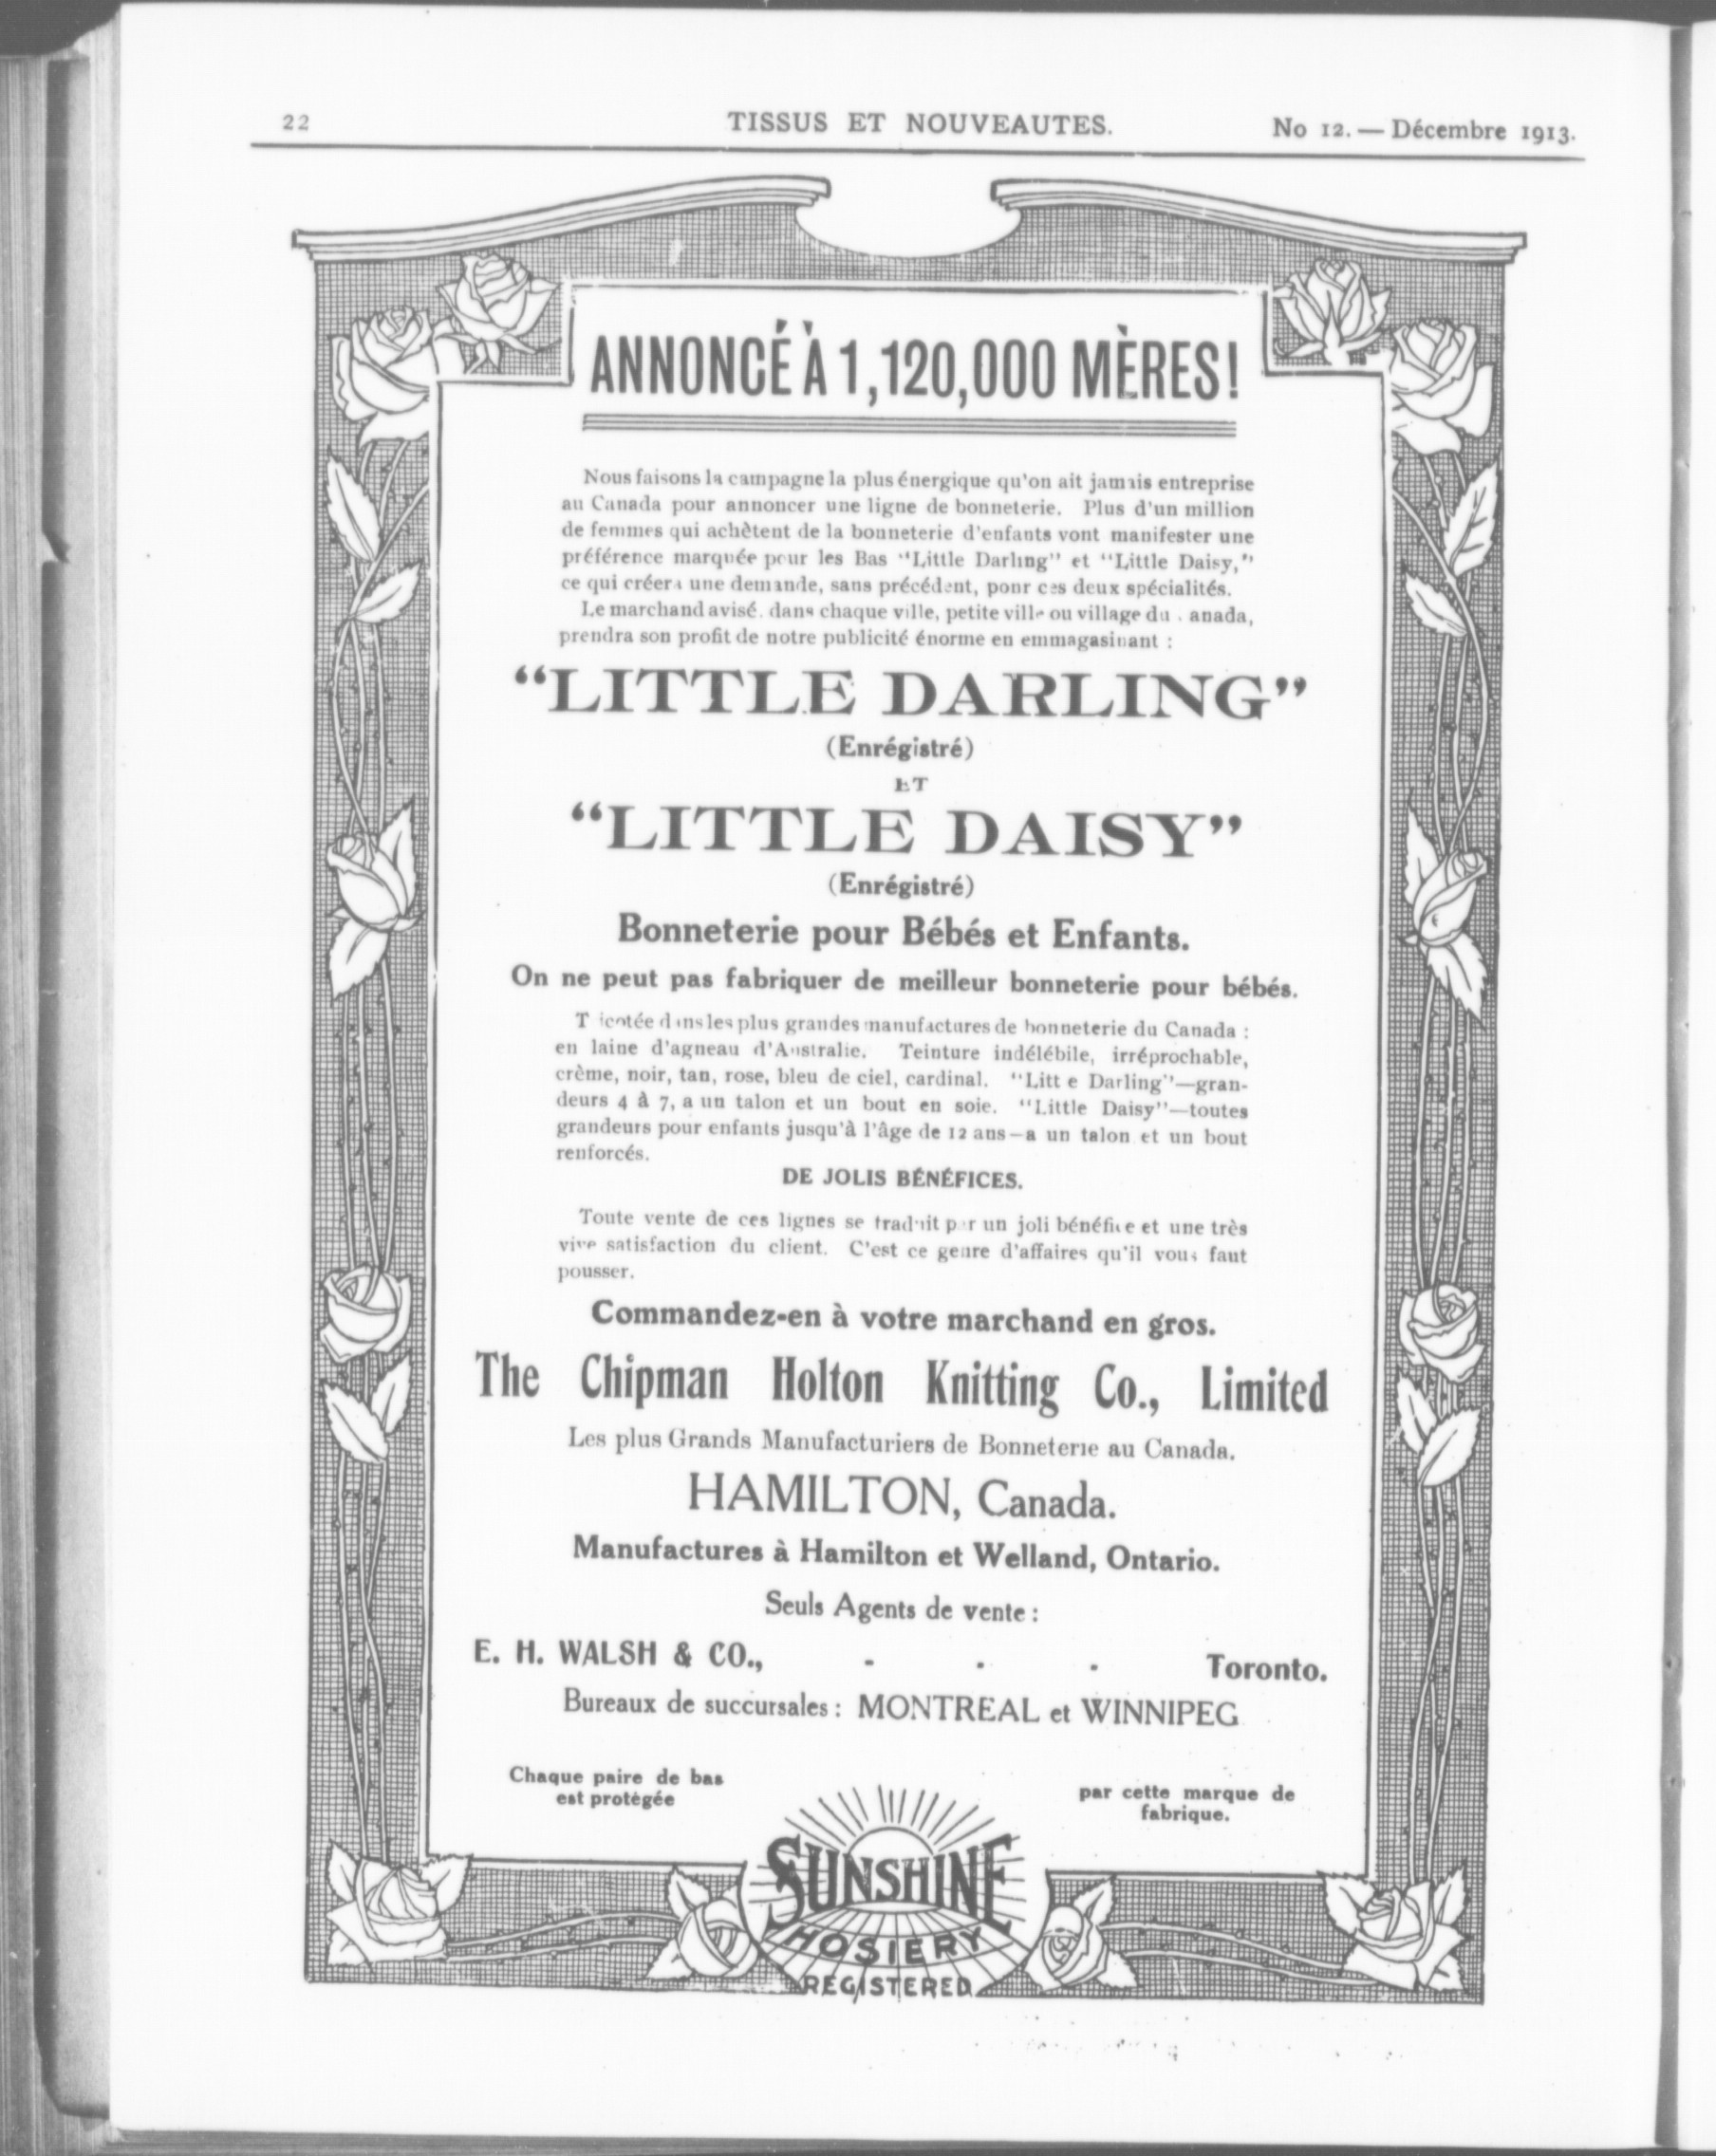 22 TISSUS ET NOUVEAUTES. No 12. — Décembre 1913.
ANNONCÉ À 1,120,000 MÈRES!
Nous faisons la campagne la plus énergique qu'on ait jamais entreprise
au Canada pour annoncer une ligne de bonneterie. Plus d'un million
de femmes qui achètent de la bonneterie d'enfants vont manifester une
préférence marquée pour les Bas "Little Darling" et "Little Daisy,"
ce qui créera une demande, sans précédent, pour ces deux spécialités.
Le marchand avisé, dans chaque ville, petite ville ou village du anada,
prendra son profit de notre publicité énorme en emmagasinant :
"LITTLE DARLING"
(Enrégistré)
ET
"LITTLE DAISY"
(Enrégistré)
Bonneterie pour Bébés et Enfants.
On ne peut pas fabriquer de meilleur bonneterie pour bébés.
T icotée dans les plus grandes manufactures de bonneterie du Canada :
en laine d'agneau d'Australie. Teinture indélébile, irréprochable,
crème, noir, tan, rose, bleu de ciel, cardinal. "Litt e Darling"—gran-
deurs 4 à 7, a un talon et un bout en soie. "Little Daisy"—toutes
grandeurs pour enfants jusqu'à l'âge de 12 ans—a un talon et un bout
renforcés.
DE JOLIS BÉNÉFICES.
Toute vente de ces lignes se traduit par un joli bénéfice et une très
vive satisfaction du client. C'est ce genre d'affaires qu'il vous faut
pousser.
Commandez-en à votre marchand en gros.
The Chipman Holton Knitting Co., Limited
Les plus Grands Manufacturiers de Bonneterie au Canada.
HAMILTON, Canada.
Manufactures à Hamilton et Welland, Ontario.
Seuls Agents de vente :
E. H. WALSH & CO., - - - Toronto.
Bureaux de succursales : MONTREAL et WINNIPEG
Chaque paire de bas
est protégée
par cette marque de
fabrique.
SUNSHINE
HOSIERY
REGISTERED